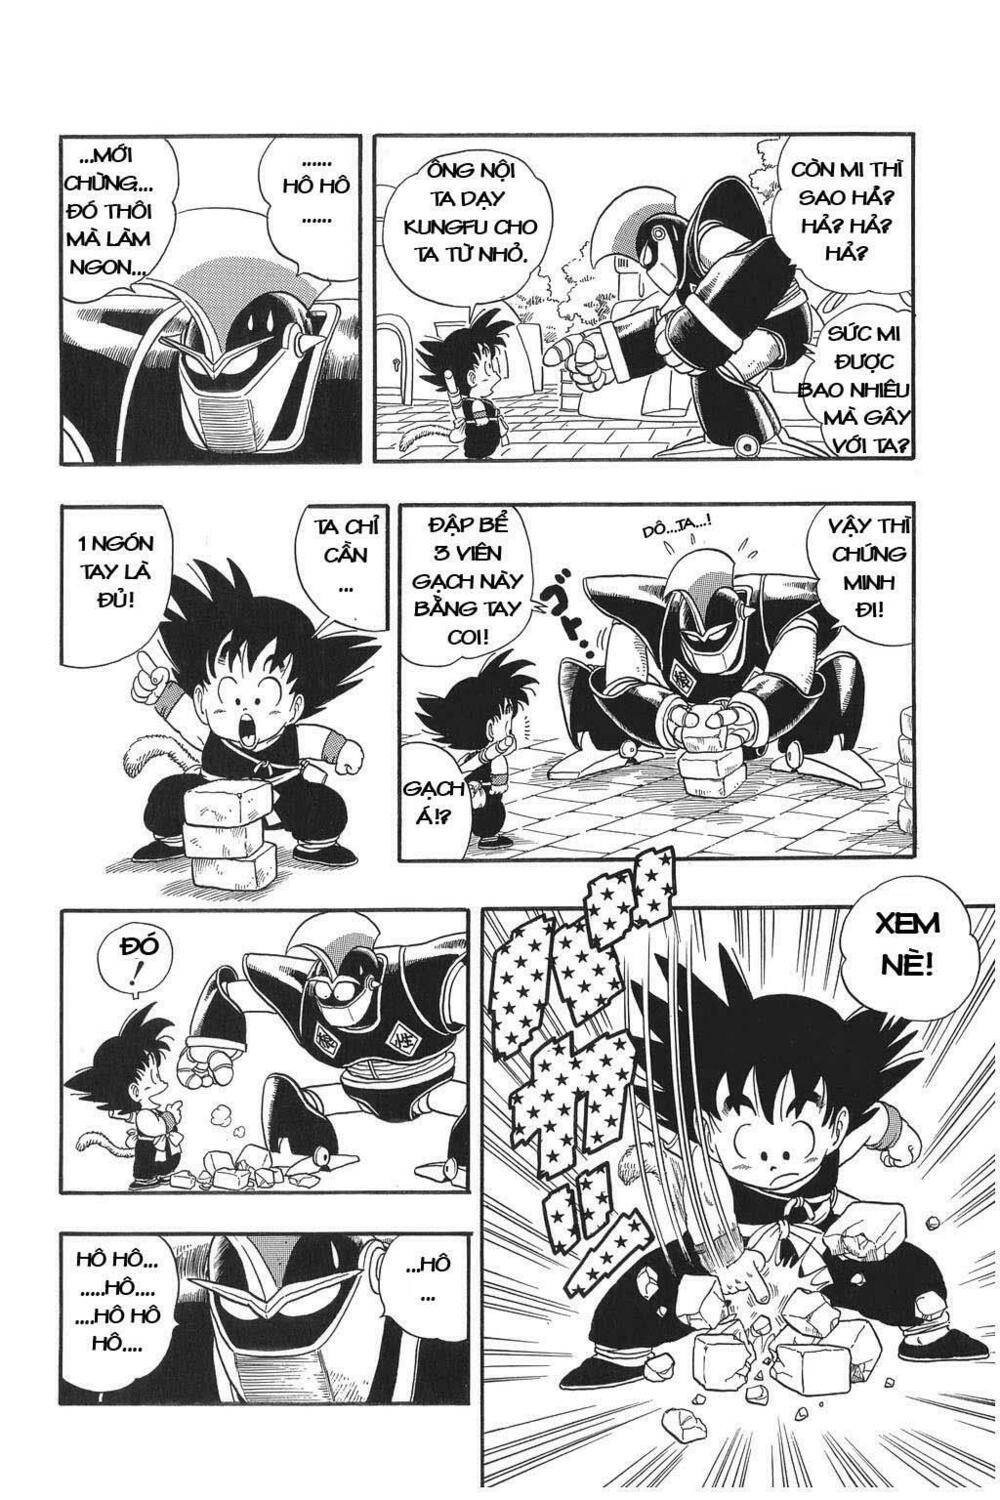 CÒN MI THÌ
SAO HẢ?
HẢ? HẢ?
HẢ?
SỨC MI
ĐƯỢC
BAO NHIÊU
MÀ GÂY
VỚI TA?
ÔNG NỘI
TA DẠY
KUNGFU CHO
TA TỪ NHỎ.
......
HÔ HÔ
......
...MỚI
CHỪNG...
ĐÓ THÔI
MÀ LÀM
NGON...
VẬY THÌ
CHỨNG
MINH
ĐI!
DÔ...TA...!
ĐẬP BỂ
3 VIÊN
GẠCH NÀY
BẰNG TAY
COI!
GẠCH
Á!?
TA CHỈ
CẦN
...
1 NGÓN
TAY LÀ
ĐỦ!
XEM
NÈ!
ĐÓ
!
...HÔ
...
HÔ HÔ...
.....HÔ....
....HÔ HÔ
HÔ....